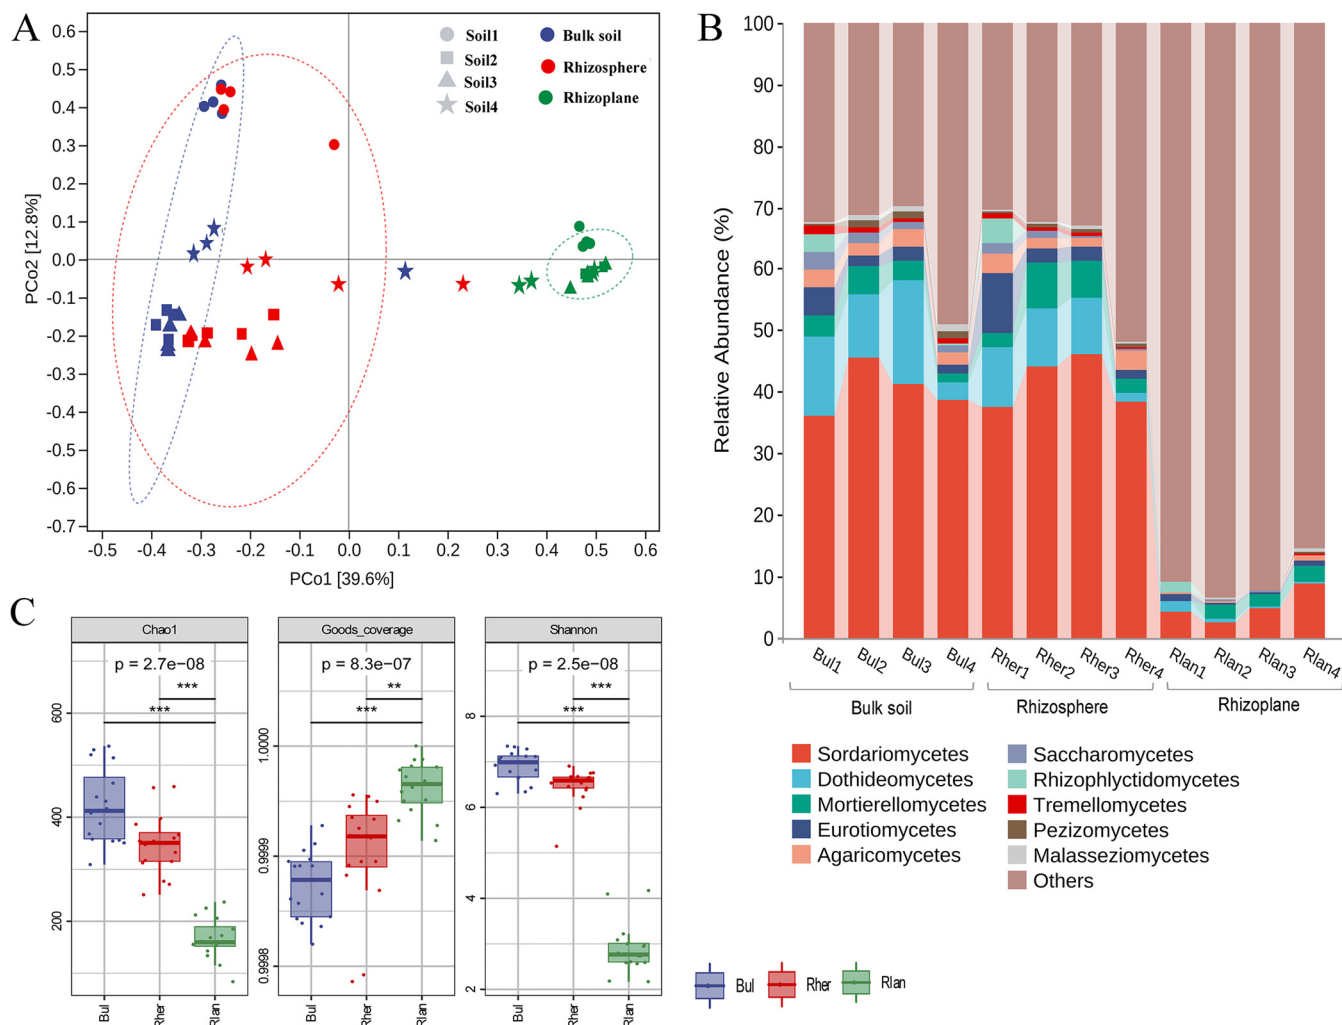 A
Soil1
Soil2
Soil3
Soil4
Bulk soil
Rhizosphere
Rhizoplane
0.6
0.5
0.4
0.3
0.2
0.1
0.0
-0.1
-0.2
-0.3
-0.4
-0.5
-0.6
-0.7
PCo2 [12.8%]
-0.5 -0.4 -0.3 -0.2 -0.1 0.0 0.1 0.2 0.3 0.4 0.5 0.6
PCo1 [39.6%]
B
100
90
80
70
60
50
40
30
20
10
0
Relative Abundance (%)
Bul1 Bul2 Bul3 Bul4 Rher1 Rher2 Rher3 Rher4 Rlan1 Rlan2 Rlan3 Rlan4
Bulk soil Rhizosphere Rhizoplane
Sordariomycetes
Dothideomycetes
Mortierellomycetes
Eurotiomycetes
Agaricomycetes
Saccharomycetes
Rhizophlyctidomycetes
Tremellomycetes
Pezizomycetes
Malasseziomycetes
Others
C
Chao1
p = 2.7e-08
***
***
600
400
200
Bul Rher Rlan
Goods_coverage
p = 8.3e-07
**
***
1.0000
0.9999
0.9998
Bul Rher Rlan
Shannon
p = 2.5e-08
***
***
8
6
4
2
Bul Rher Rlan
Bul Rher Rlan